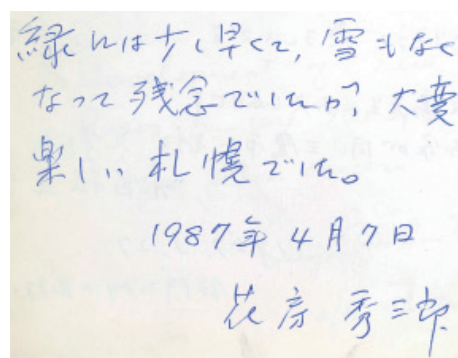 緑には少し早くて,雪もなく
なって残念でしたが,大変
楽しい札幌でした。
1987年4月7日
花房秀三郎